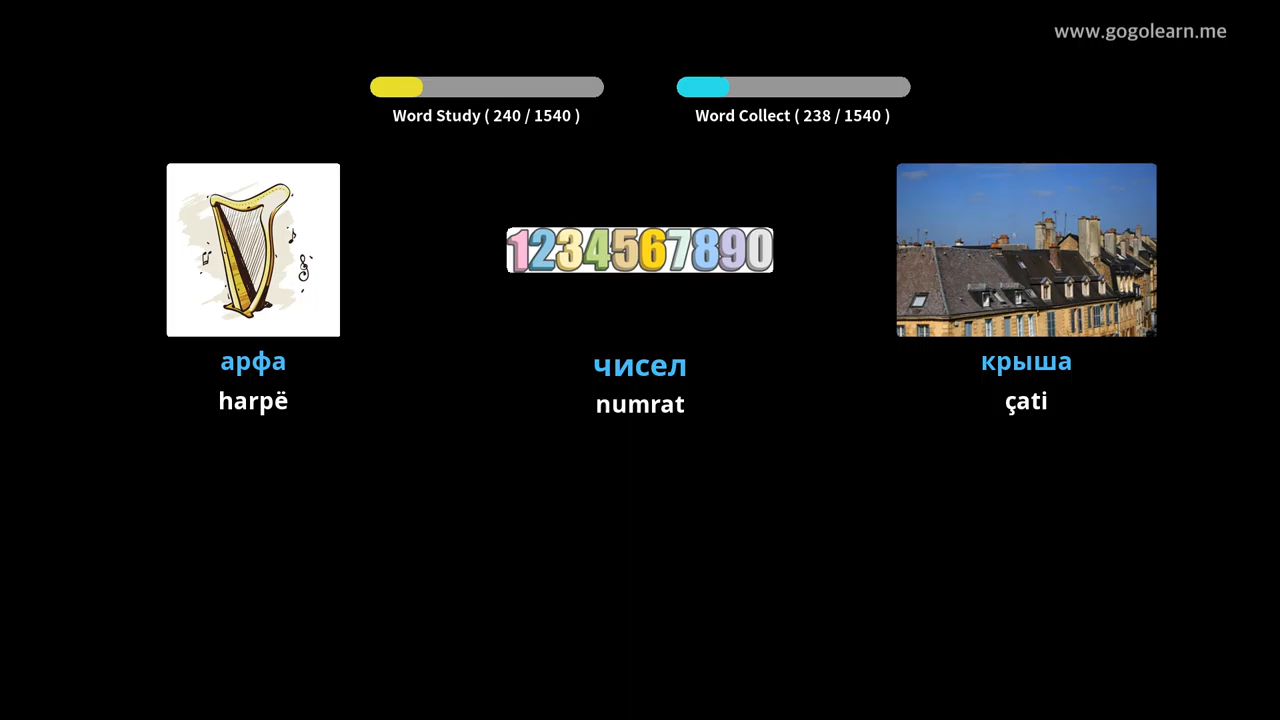 www.gogolearn.me
Word Study ( 240 / 1540 )
Word Collect ( 238 / 1540 )
1234567890
арфа
harpë
чисел
numrat
крыша
çati